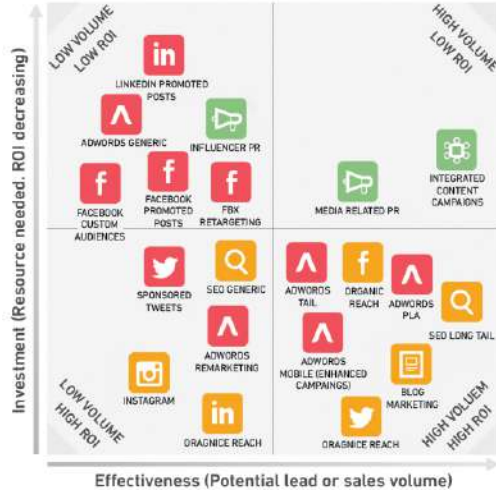 LOW VOLUME
LOW ROI
HIGH VOLUME
LOW ROI
in
LINKEDIN PROMOTED
POSTS
ADWORDS GENERIC
INFLUENCER PR
INTEGRATED
CONTENT
CAMPAIGNS
MEDIA RELATED PR
f
FACEBOOK
CUSTOM
AUDIENCES
f
FACEBOOK
PROMOTED
POSTS
f
FBX
RETARGETING
SPONSORED
TWEETS
SEO GENERIC
ADWORDS
TAIL
f
ORGANIC
REACH
ADWORDS
PLA
SEO LONG TAIL
ADWORDS
REMARKETING
ADWORDS
MOBILE (ENHANCED
CAMPAINGS)
BLOG
MARKETING
INSTAGRAM
in
ORAGNICE REACH
ORAGNICE REACH
LOW VOLUME
HIGH ROI
HIGH VOLUEM
HIGH ROI
Investment (Resource needed. ROI decreasing)
Effectiveness (Potential lead or sales volume)